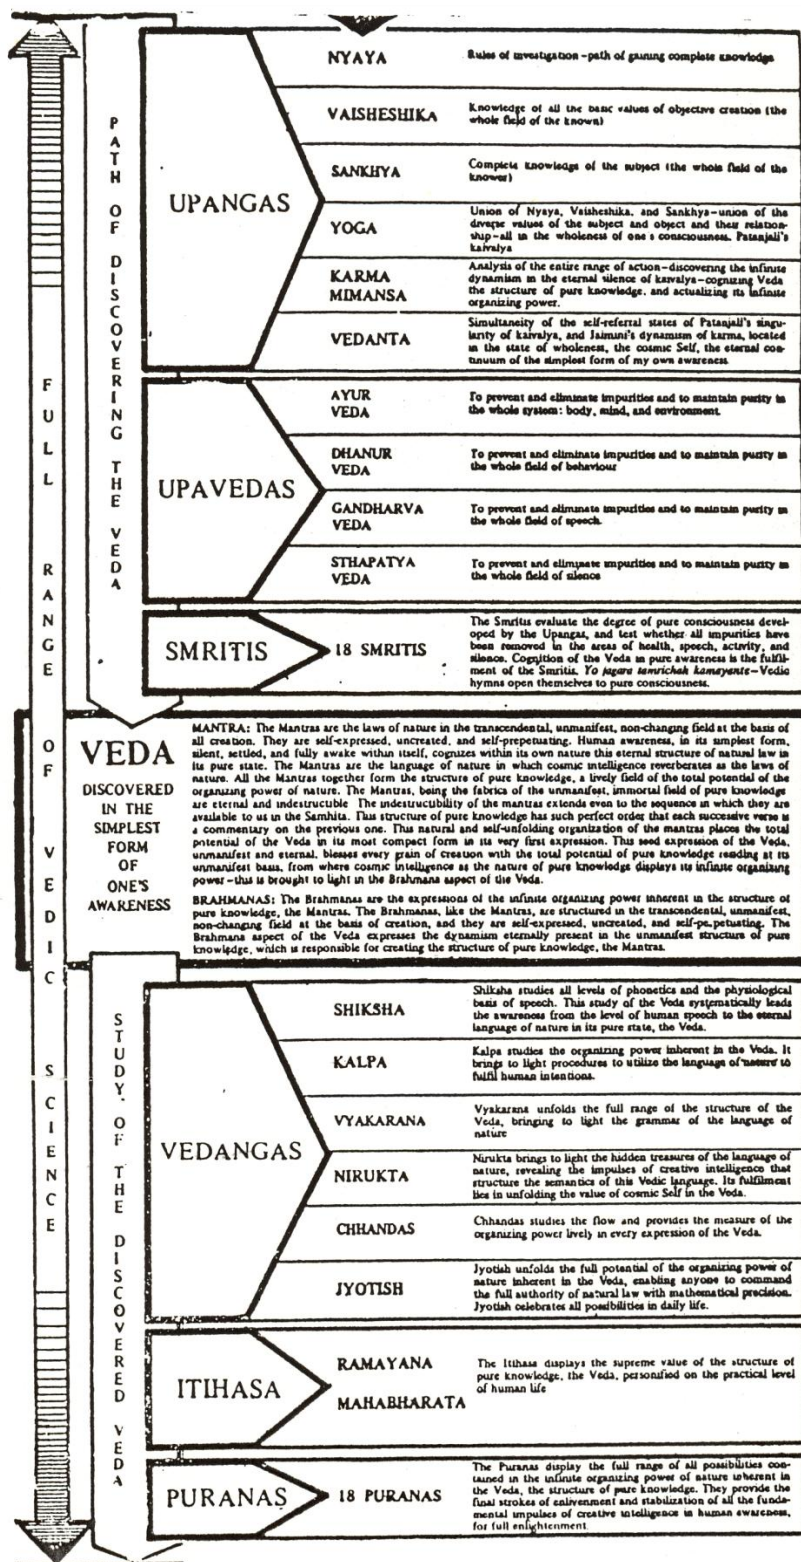 FULL RANGE OF VEDIC SCIENCE
PATH OF DISCOVERING THE VEDA
UPANGAS
NYAYA
Rules of investigation–path of gaining complete knowledge
VAISHESHIKA
Knowledge of all the basic values of objective creation (the
whole field of the known)
SANKHYA
Complete knowledge of the subject (the whole field of the
knower)
YOGA
Union of Nyaya, Vaisheshika, and Sankhya–union of the
diverse values of the subject and object and their relation-
ship–all in the wholeness of one's consciousness, Patanjali's
kaivalya
KARMA
MIMANSA
Analysis of the entire range of action–discovering the infinite
dynamism in the eternal silence of kaivalya–cognizing Veda
the structure of pure knowledge, and actualizing its infinite
organizing power.
VEDANTA
Simultaneity of the self-referral states of Patanjali's singu-
larity of kaivalya, and Jaimini's dynamism of karma, located
in the state of wholeness, the cosmic Self, the eternal con-
tinuum of the simplest form of my own awareness
UPAVEDAS
AYUR
VEDA
To prevent and eliminate impurities and to maintain purity in
the whole system: body, mind, and environment.
DHANUR
VEDA
To prevent and eliminate impurities and to maintain purity in
the whole field of behaviour
GANDHARVA
VEDA
To prevent and eliminate impurities and to maintain purity in
the whole field of speech.
STHAPATYA
VEDA
To prevent and eliminate impurities and to maintain purity in
the whole field of silence
SMRITIS
18 SMRITIS
The Smritis evaluate the degree of pure consciousness devel-
oped by the Upangas, and test whether all impurities have
been removed in the areas of health, speech, activity, and
silence. Cognition of the Veda in pure awareness is the fulfil-
ment of the Smritis. Yo jagara tamrichah kamayante–Vedic
hymns open themselves to pure consciousness.
VEDA
DISCOVERED
IN THE
SIMPLEST
FORM
OF
ONE'S
AWARENESS
MANTRA: The Mantras are the laws of nature in the transcendental, unmanifest, non-changing field at the basis of
all creation. They are self-expressed, uncreated, and self-prepetuating. Human awareness, in its simplest form,
silent, settled, and fully awake within itself, cognizes within its own nature this eternal structure of natural law in
its pure state. The Mantras are the language of nature in which cosmic intelligence reverberates as the laws of
nature. All the Mantras together form the structure of pure knowledge, a lively field of the total potential of the
organizing power of nature. The Mantras, being the fabrics of the unmanifest, immortal field of pure knowledge
are eternal and indestructible The indestructibility of the mantras extends even to the sequence in which they are
available to us in the Samhita. This structure of pure knowledge has such perfect order that each successive verse is
a commentary on the previous one. This natural and self-unfolding organization of the mantras places the total
potential of the Veda in its most compact form in its very first expression. This seed expression of the Veda,
unmanifest and eternal, blesses every grain of creation with the total potential of pure knowledge residing at its
unmanifest basis, from where cosmic intelligence as the nature of pure knowledge displays its infinite organizing
power–this is brought to light in the Brahmana aspect of the Veda.
BRAHMANAS: The Brahmanas are the expressions of the infinite organizing power inherent in the structure of
pure knowledge, the Mantras. The Brahmanas, like the Mantras, are structured in the transcendental, unmanifest,
non-changing field at the basis of creation, and they are self-expressed, uncreated, and self-pe.petuating. The
Brahmana aspect of the Veda expresses the dynamism eternally present in the unmanifest structure of pure
knowledge, which is responsible for creating the structure of pure knowledge, the Mantras.
STUDY OF THE DISCOVERED VEDA
VEDANGAS
SHIKSHA
Shiksha studies all levels of phonetics and the physiological
basis of speech. This study of the Veda systematically leads
the awareness from the level of human speech to the eternal
language of nature in its pure state, the Veda.
KALPA
Kalpa studies the organizing power inherent in the Veda. It
brings to light procedures to utilize the language of nature to
fulfil human intentions.
VYAKARANA
Vyakarana unfolds the full range of the structure of the
Veda, bringing to light the grammar of the language of
nature
NIRUKTA
Nirukta brings to light the hidden treasures of the language of
nature, revealing the impulses of creative intelligence that
structure the semantics of this Vedic language. Its fulfilment
lies in unfolding the value of cosmic Self in the Veda.
CHHANDAS
Chhandas studies the flow and provides the measure of the
organizing power lively in every expression of the Veda.
JYOTISH
Jyotish unfolds the full potential of the organizing power of
nature inherent in the Veda, enabling anyone to command
the full authority of natural law with mathematical precision.
Jyotish celebrates all possibilities in daily life.
ITIHASA
RAMAYANA
MAHABHARATA
The Itihasa displays the supreme value of the structure of
pure knowledge, the Veda, personified on the practical level
of human life
PURANAS
18 PURANAS
The Puranas display the full range of all possibilities con-
tained in the infinite organizing power of nature inherent in
the Veda, the structure of pure knowledge. They provide the
final strokes of enlivenment and stabilization of all the funda-
mental impulses of creative intelligence in human awareness,
for full enlightenment.